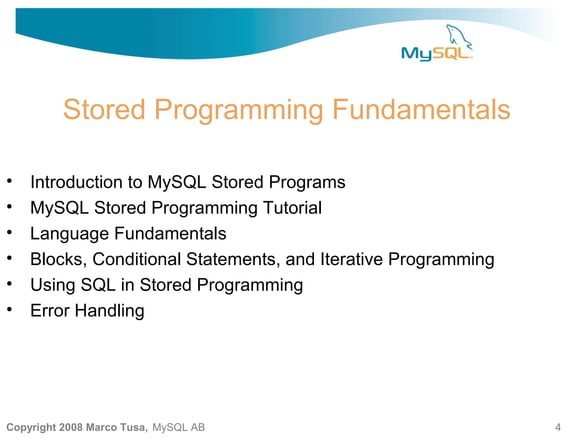 MySQL
Stored Programming Fundamentals
• Introduction to MySQL Stored Programs
• MySQL Stored Programming Tutorial
• Language Fundamentals
• Blocks, Conditional Statements, and Iterative Programming
• Using SQL in Stored Programming
• Error Handling
Copyright 2008 Marco Tusa, MySQL AB 4